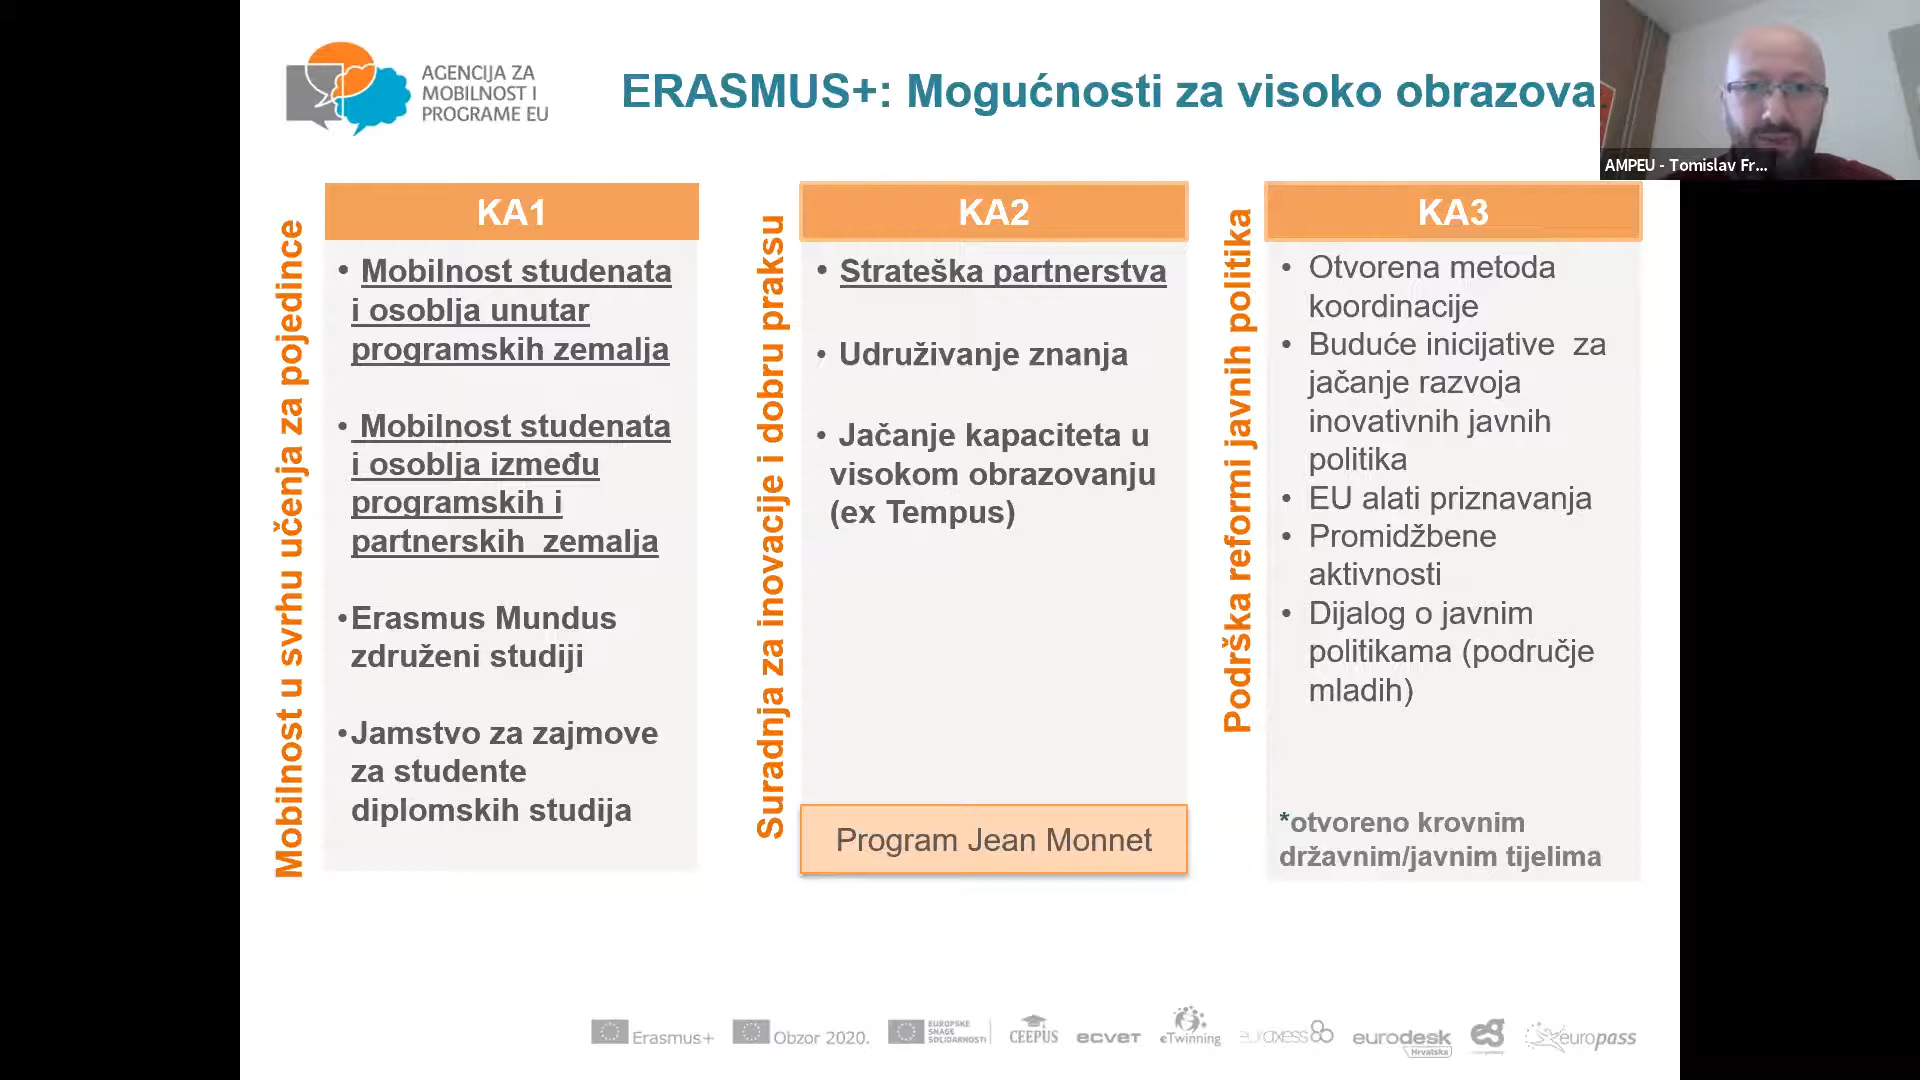 AGENCIJA ZA
MOBILNOST I
PROGRAME EU
ERASMUS+: Mogućnosti za visoko obrazova
AMPEU - Tomislav Fr...
Mobilnost u svrhu učenja za pojedince
KA1
• Mobilnost studenata
i osoblja unutar
programskih zemalja
• Mobilnost studenata
i osoblja između
programskih i
partnerskih zemalja
•Erasmus Mundus
združeni studiji
•Jamstvo za zajmove
za studente
diplomskih studija
Suradnja za inovacije i dobru praksu
KA2
• Strateška partnerstva
• Udruživanje znanja
• Jačanje kapaciteta u
visokom obrazovanju
(ex Tempus)
Program Jean Monnet
Podrška reformi javnih politika
KA3
• Otvorena metoda
koordinacije
• Buduće inicijative za
jačanje razvoja
inovativnih javnih
politika
• EU alati priznavanja
• Promidžbene
aktivnosti
• Dijalog o javnim
politikama (područje
mladih)
*otvoreno krovnim
državnim/javnim tijelima
Erasmus+
Obzor 2020.
EUROPSKE
SNAGE
SOLIDARNOSTI
CEEPUS
ecvet
eTwinning
euraxess
eurodesk
Hrvatska
europass